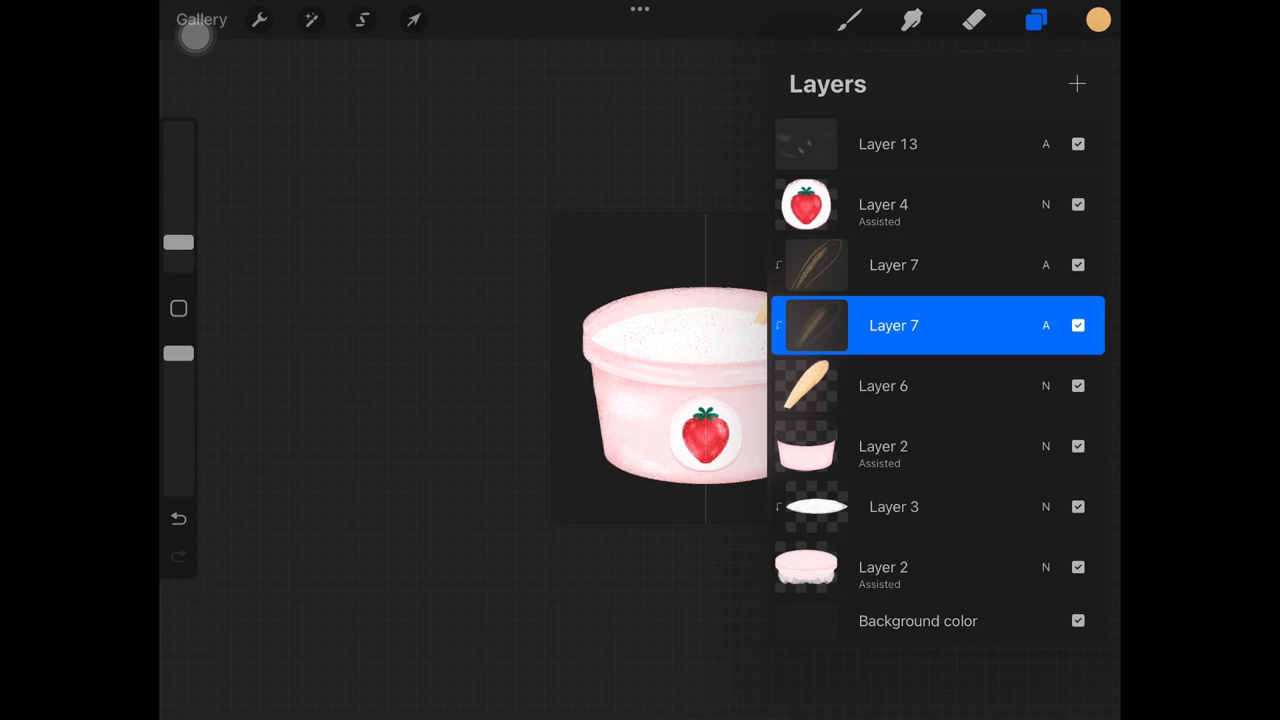 Gallery
Layers
Layer 13
A
Layer 4
N
Assisted
Layer 7
A
Layer 7
A
Layer 6
N
Layer 2
N
Assisted
Layer 3
N
Layer 2
N
Assisted
Background color